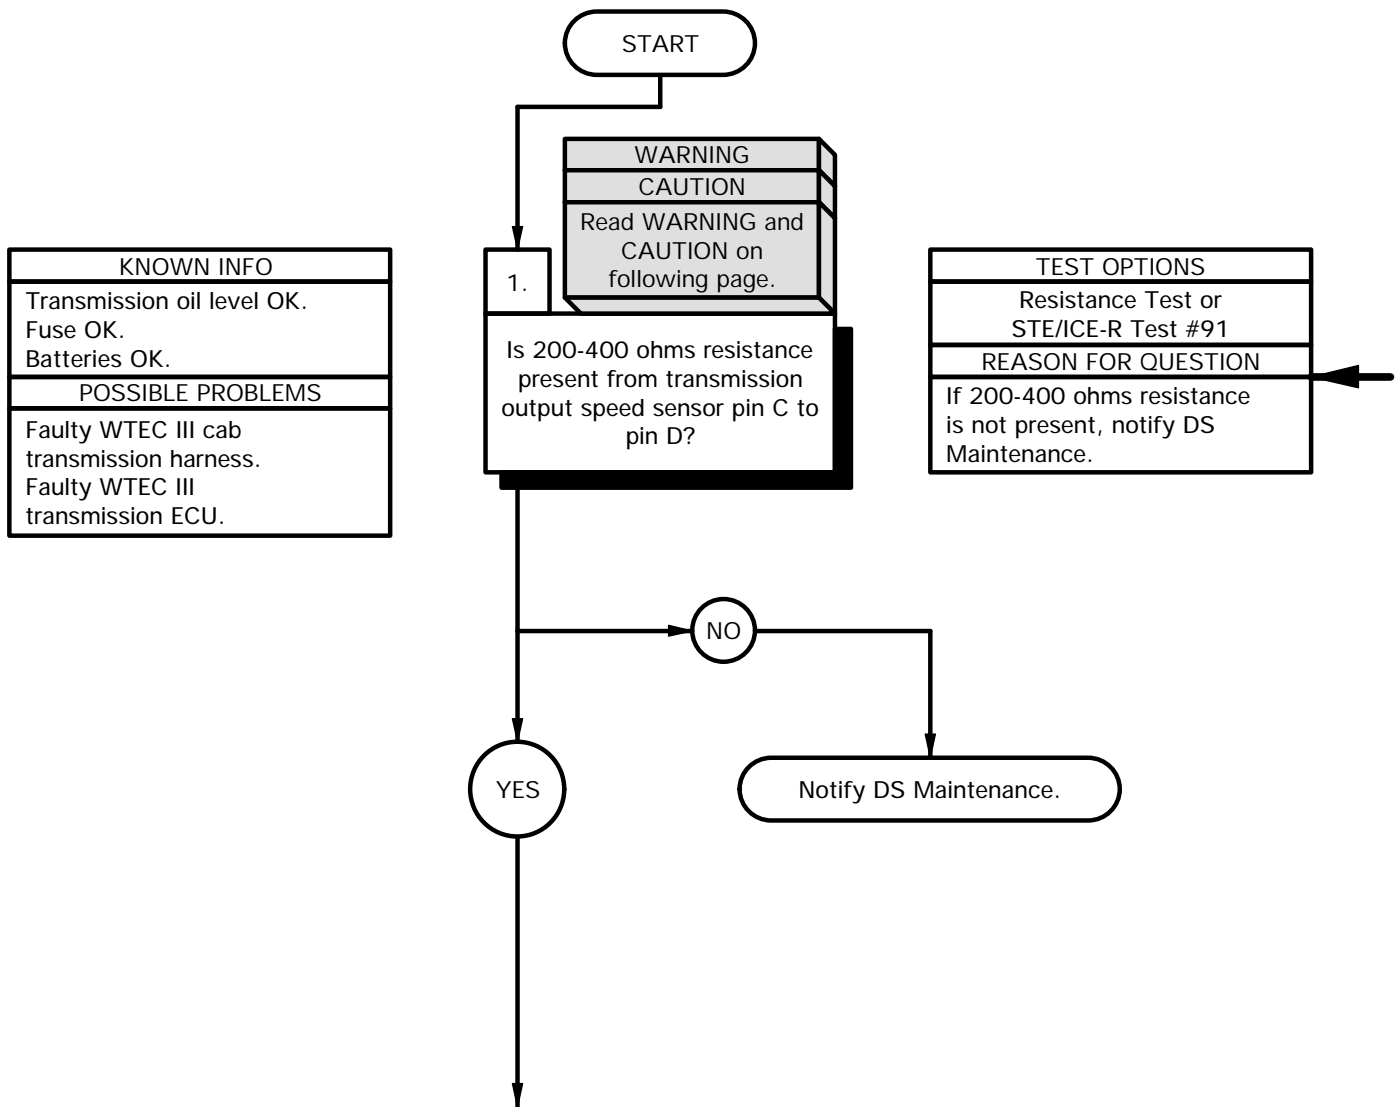 START
WARNING
CAUTION
Read WARNING and
CAUTION on
following page.
KNOWN INFO
Transmission oil level OK.
Fuse OK.
Batteries OK.
POSSIBLE PROBLEMS
Faulty WTEC III cab
transmission harness.
Faulty WTEC III
transmission ECU.
1.
Is 200-400 ohms resistance
present from transmission
output speed sensor pin C to
pin D?
TEST OPTIONS
Resistance Test or
STE/ICE-R Test #91
REASON FOR QUESTION
If 200-400 ohms resistance
is not present, notify DS
Maintenance.
NO
YES
Notify DS Maintenance.